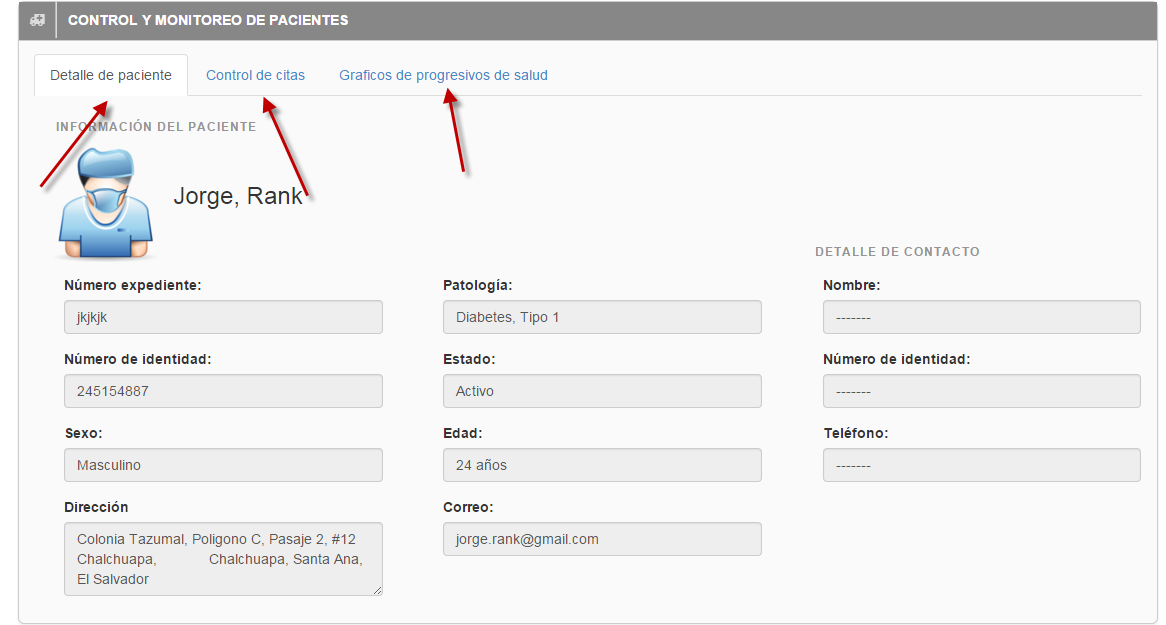 CONTROL Y MONITOREO DE PACIENTES
Detalle de paciente
Control de citas
Graficos de progresivos de salud
INFORMACIÓN DEL PACIENTE
Jorge, Rank
DETALLE DE CONTACTO
Número expediente:
jkjkjk
Patología:
Diabetes, Tipo 1
Nombre:
-------
Número de identidad:
245154887
Estado:
Activo
Número de identidad:
-------
Sexo:
Masculino
Edad:
24 años
Teléfono:
-------
Dirección
Colonia Tazumal, Poligono C, Pasaje 2, #12
Chalchuapa, Chalchuapa, Santa Ana,
El Salvador
Correo:
jorge.rank@gmail.com